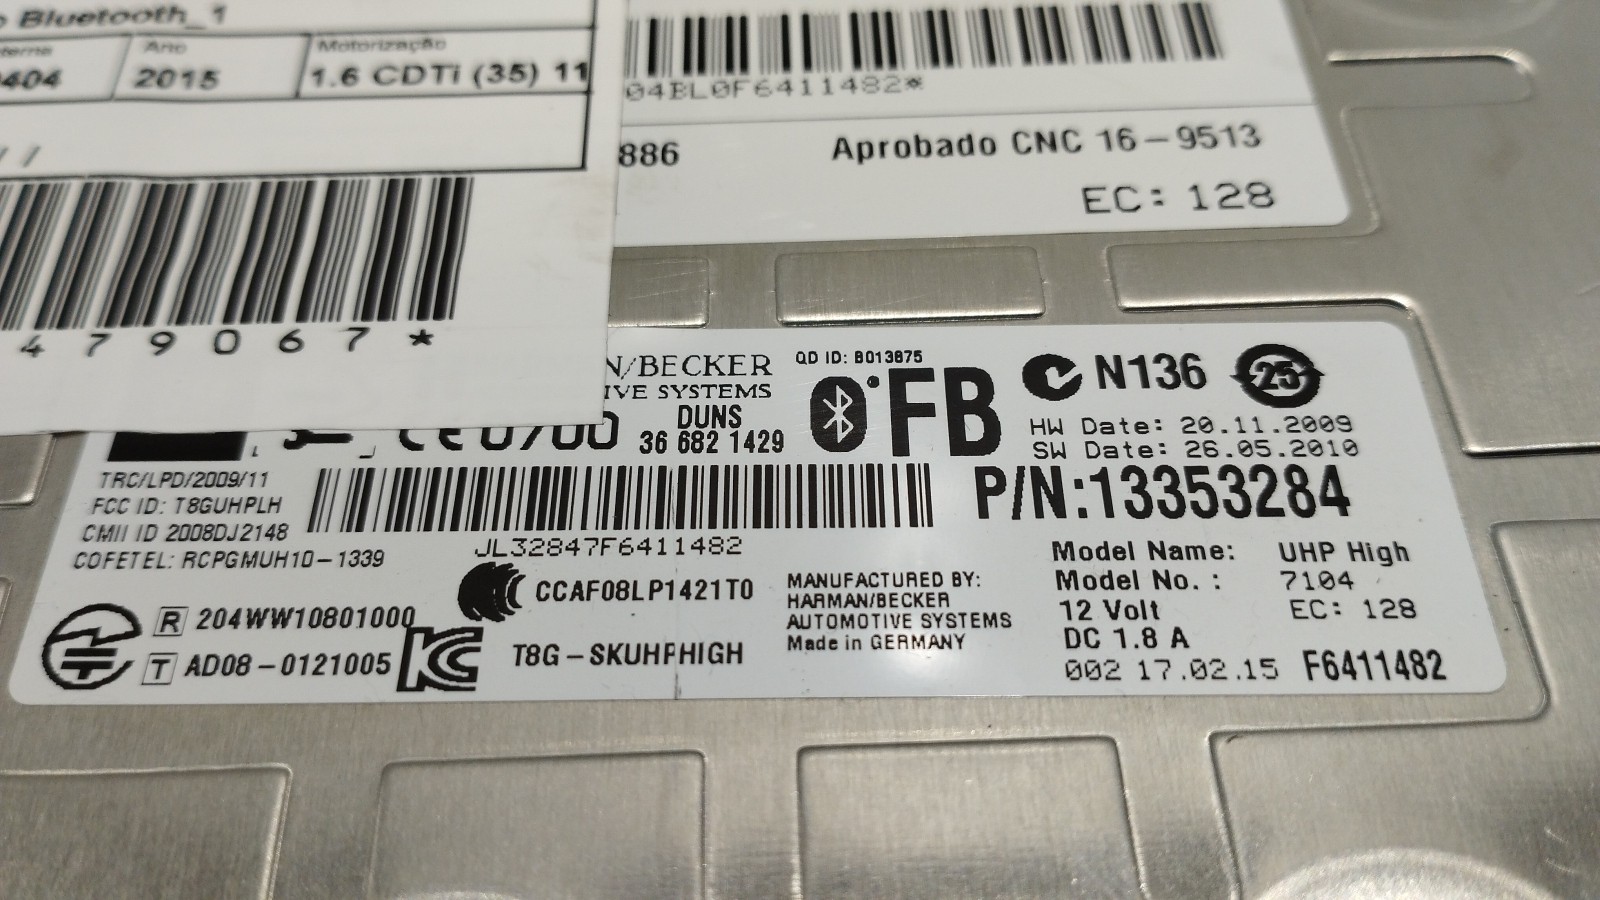 Bluetooth_1
Ano
Motorização
404
2015
1.6 CDTi (35) 11
04BL0F6411482*
886
Aprobado CNC 16-9513
EC: 128
479067*
N/BECKER
IVE SYSTEMS
QD ID: B013875
DUNS
36 682 1429
FB
N136
25
HW Date: 20.11.2009
SW Date: 26.05.2010
P/N:13353284
TRC/LPD/2009/11
FCC ID: T8GUHPLH
CMII ID 2008DJ2148
COFETEL: RCPGMUH10-1339
JL32847F6411482
CCAF08LP1421T0
R 204WW10801000
T AD08-0121005
T8G-SKUHPHIGH
MANUFACTURED BY:
HARMAN/BECKER
AUTOMOTIVE SYSTEMS
Made in GERMANY
Model Name: UHP High
Model No. : 7104
12 Volt EC: 128
DC 1.8 A
002 17.02.15 F6411482